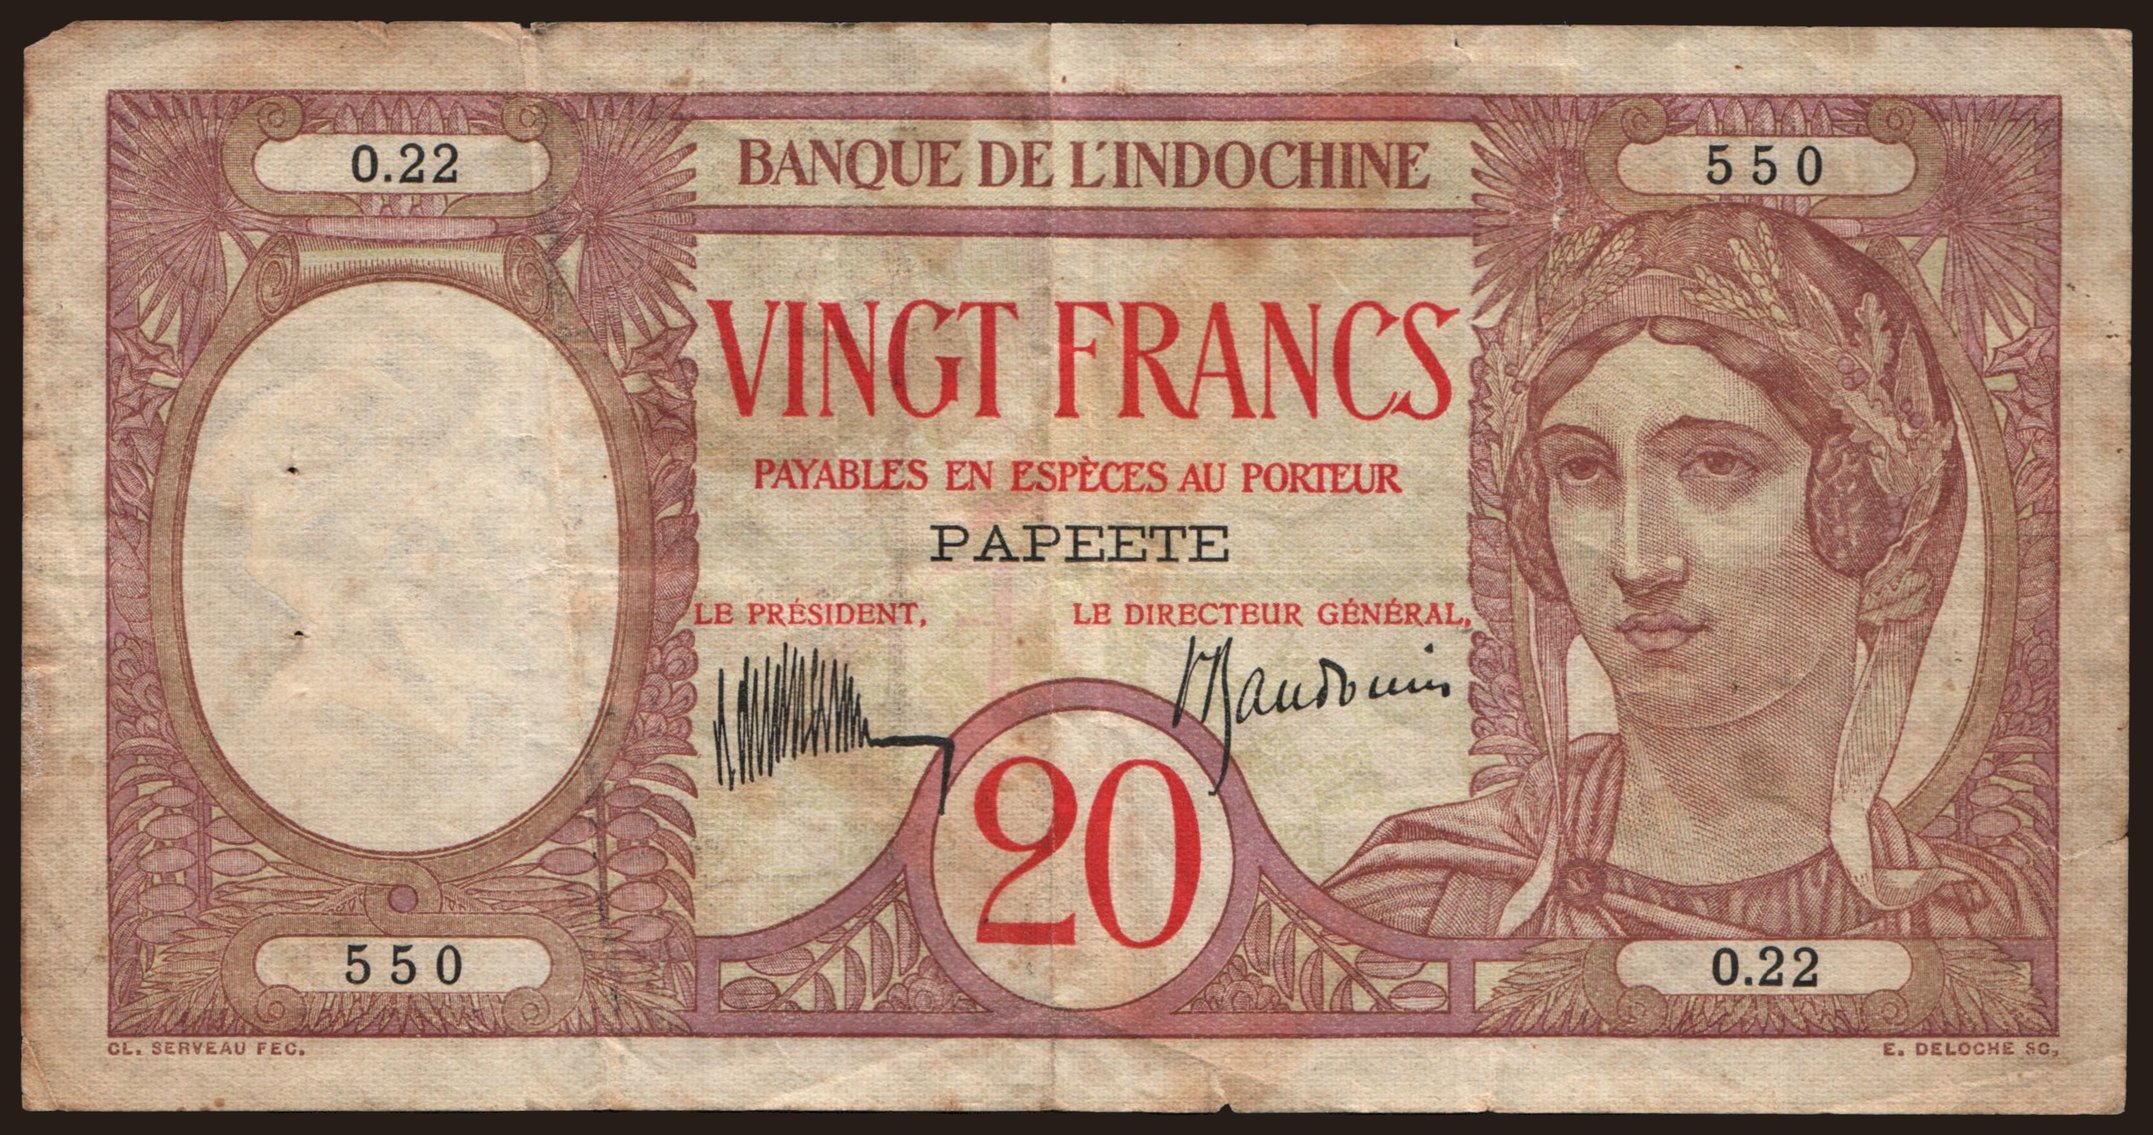 0.22
BANQUE DE L'INDOCHINE
550
VINGT FRANCS
PAYABLES EN ESPÈCES AU PORTEUR
PAPEETE
LE PRÉSIDENT,
LE DIRECTEUR GÉNÉRAL,
Baudouin
20
550
0.22
CL. SERVEAU FEC.
E. DELOCHE SC,